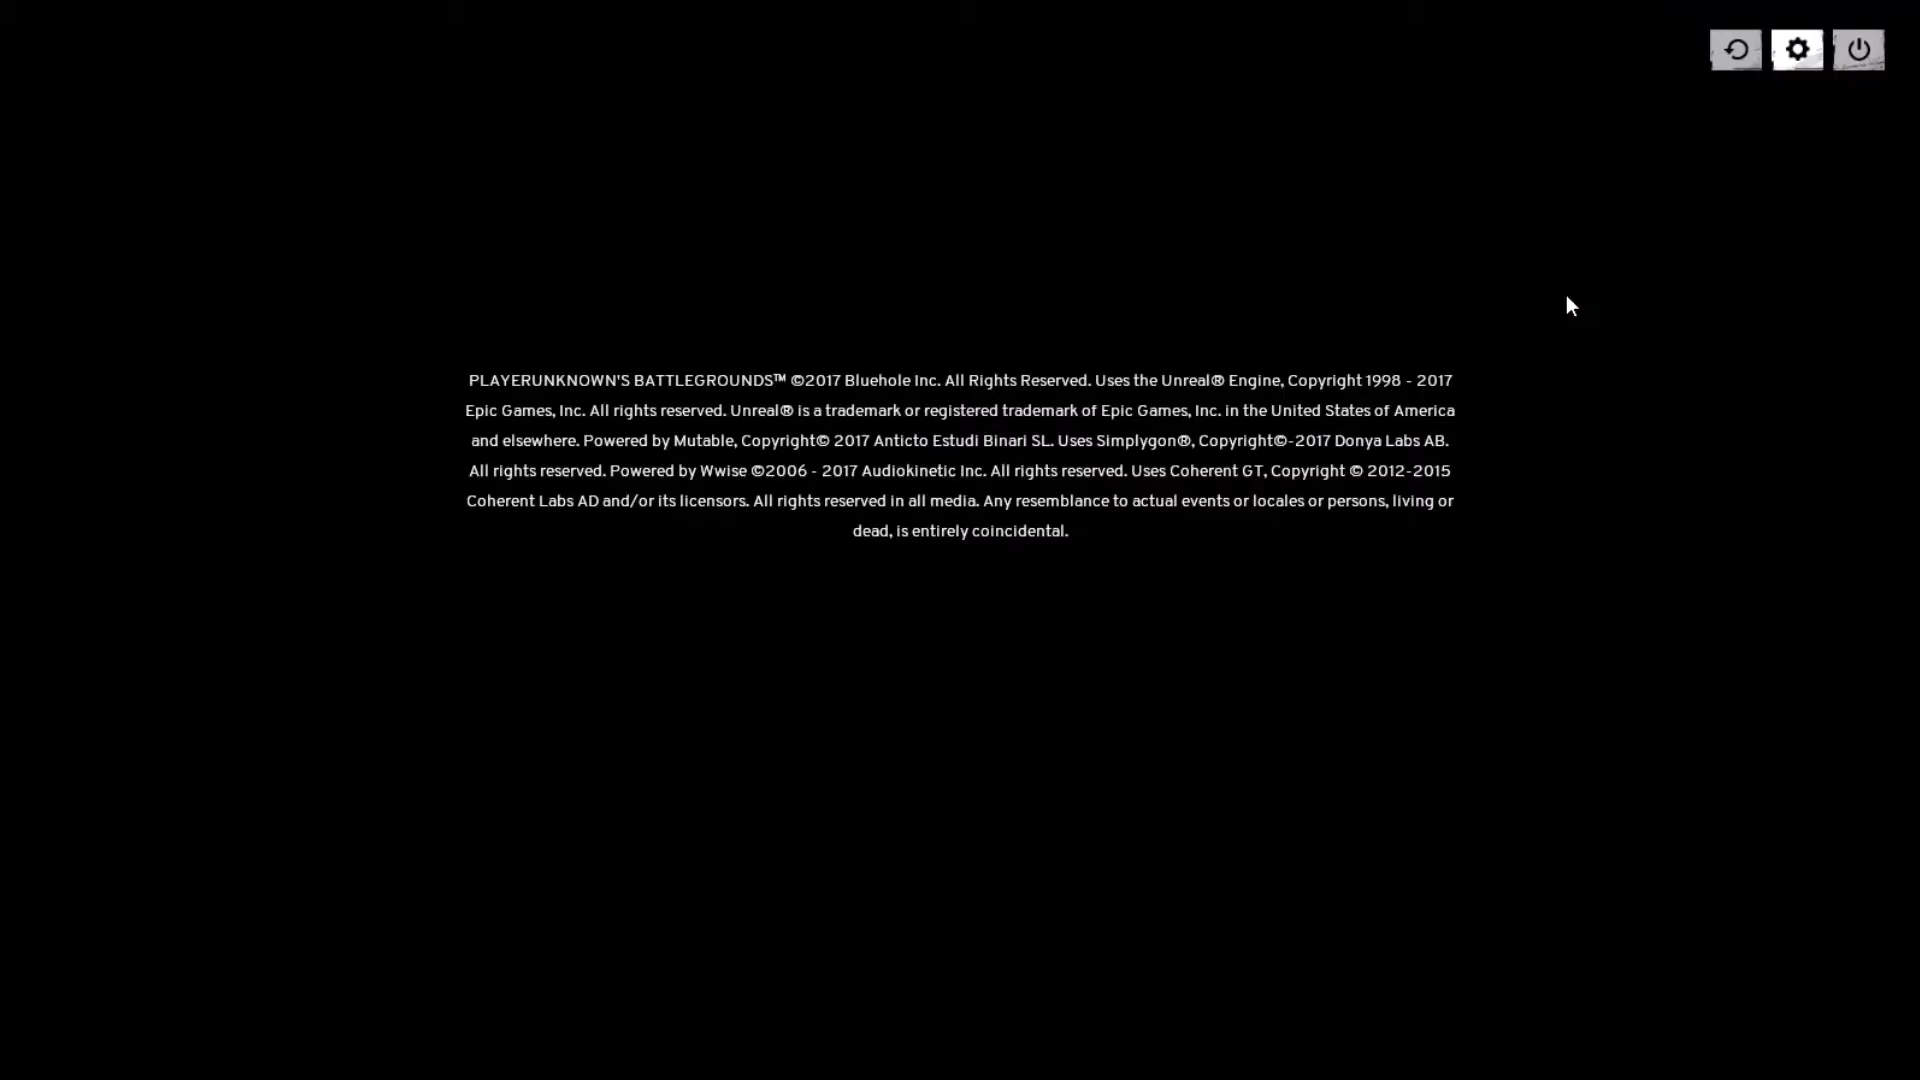 PLAYERUNKNOWN'S BATTLEGROUNDS™ ©2017 Bluehole Inc. All Rights Reserved. Uses the Unreal® Engine, Copyright 1998 - 2017
Epic Games, Inc. All rights reserved. Unreal® is a trademark or registered trademark of Epic Games, Inc. in the United States of America
and elsewhere. Powered by Mutable, Copyright© 2017 Anticto Estudi Binari SL. Uses Simplygon®, Copyright©-2017 Donya Labs AB.
All rights reserved. Powered by Wwise ©2006 - 2017 Audiokinetic Inc. All rights reserved. Uses Coherent GT, Copyright © 2012-2015
Coherent Labs AD and/or its licensors. All rights reserved in all media. Any resemblance to actual events or locales or persons, living or
dead, is entirely coincidental.